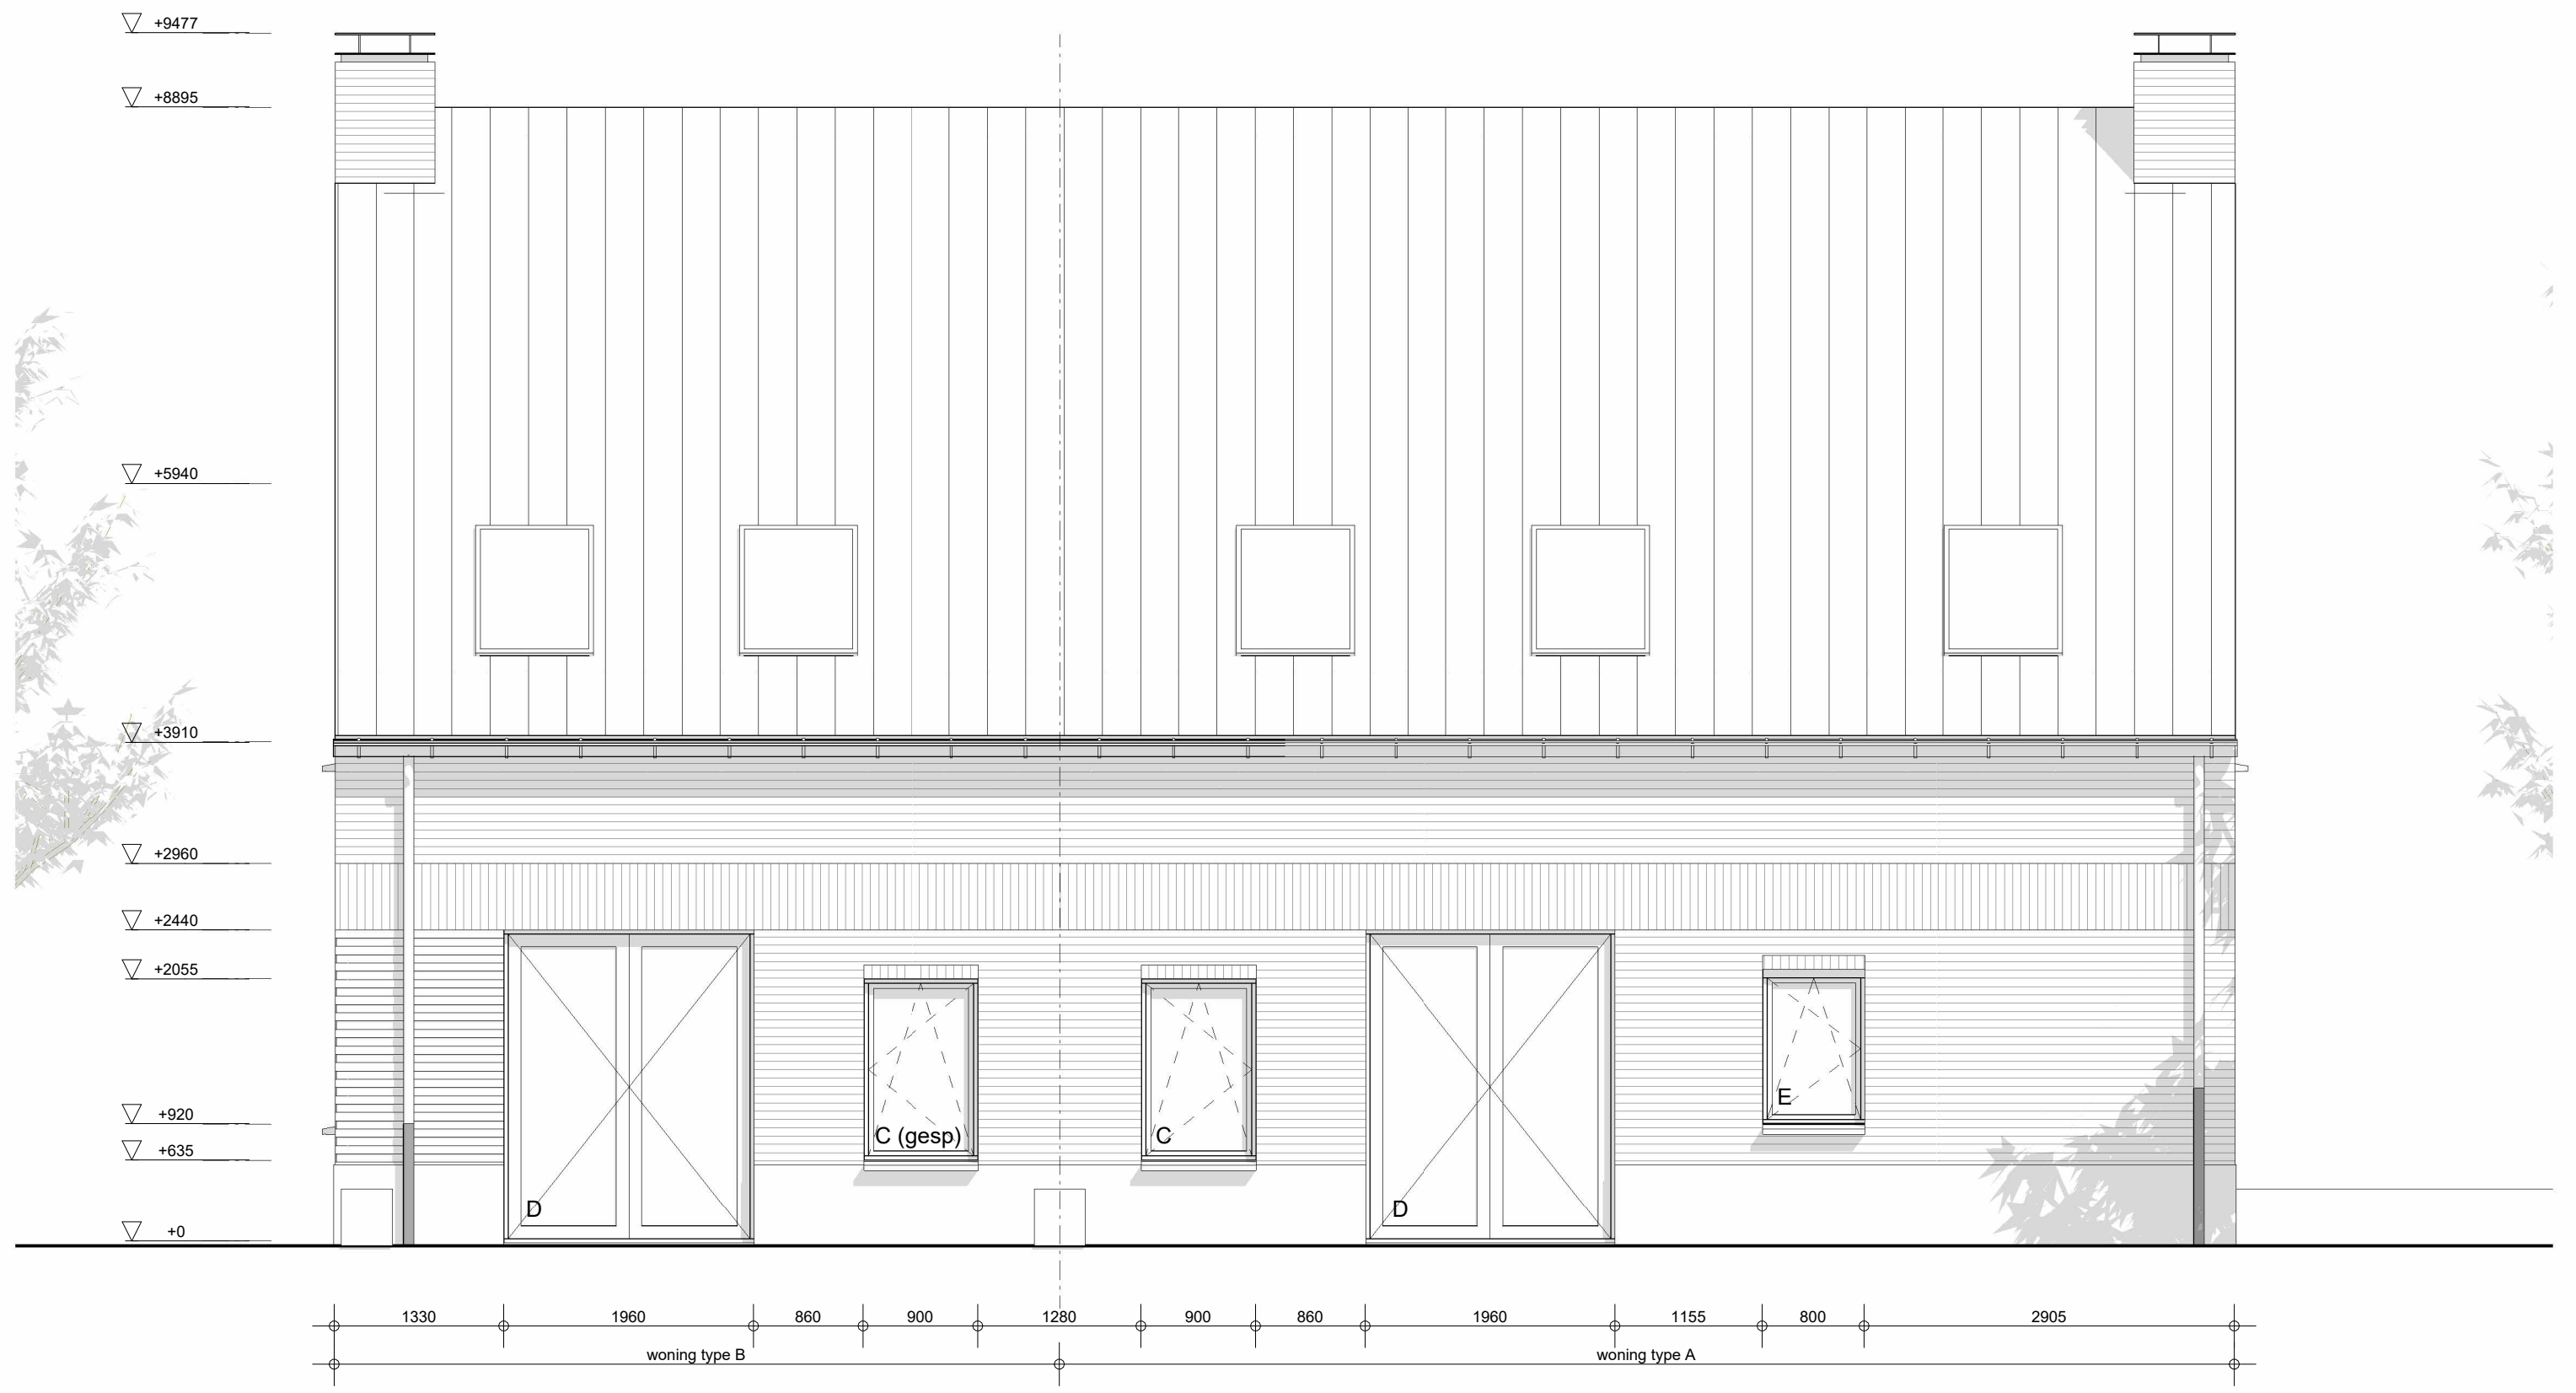 +9477
+8895
+5940
+3910
+2960
+2440
+2055
+920
+635
+0
E
C (gesp)
C
D
D
1330 1960 860 900 1280 900 860 1960 1155 800 2905
woning type B woning type A